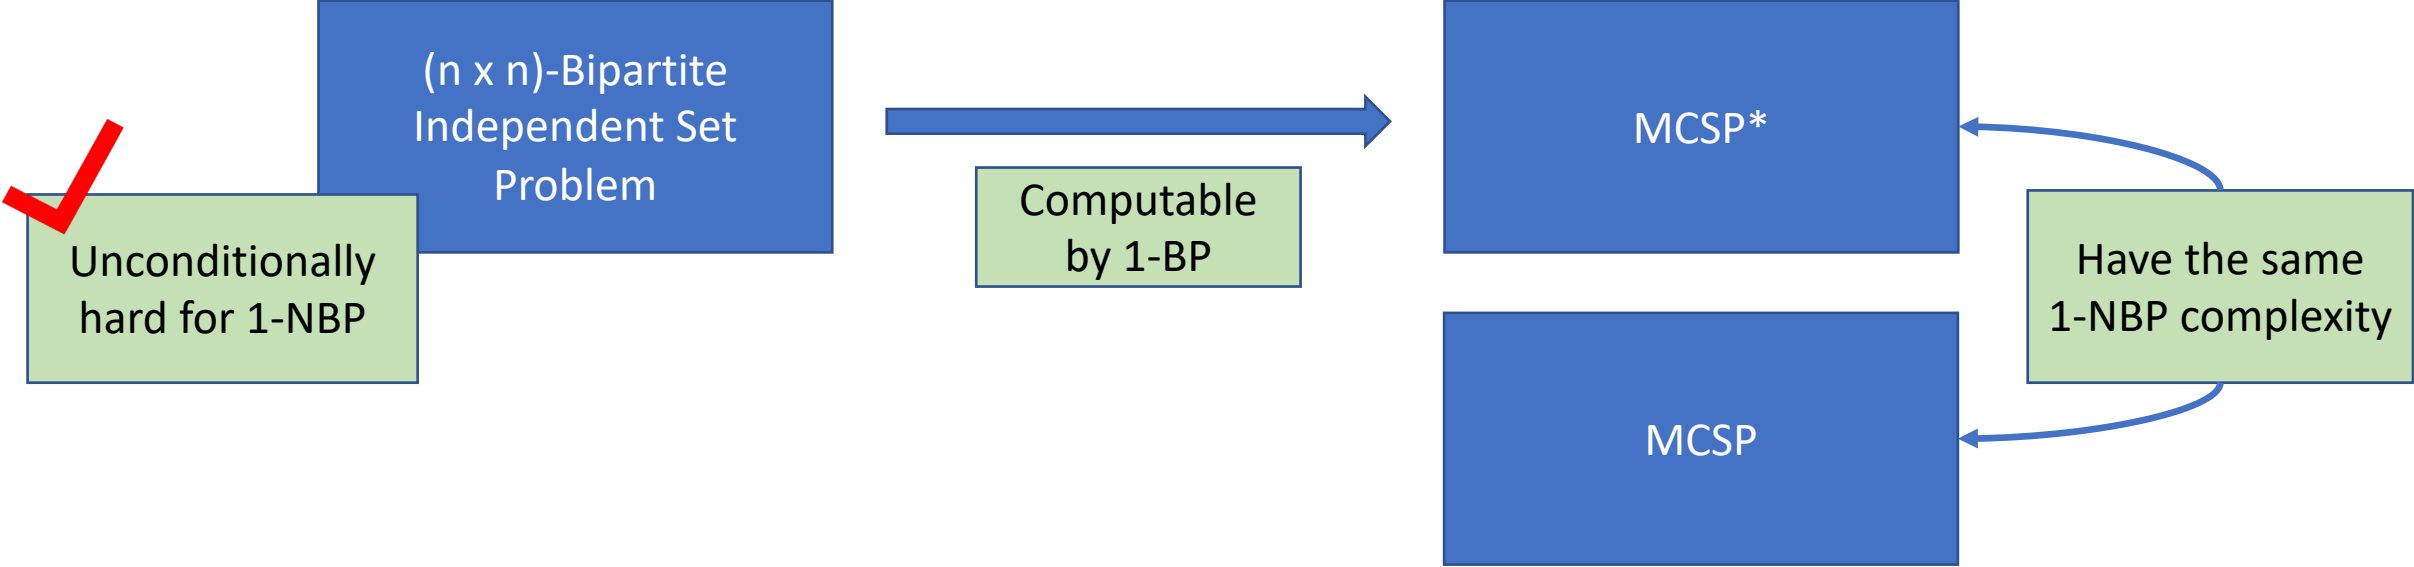 (n x n)-Bipartite
Independent Set
Problem
Unconditionally
hard for 1-NBP
Computable
by 1-BP
MCSP*
MCSP
Have the same
1-NBP complexity